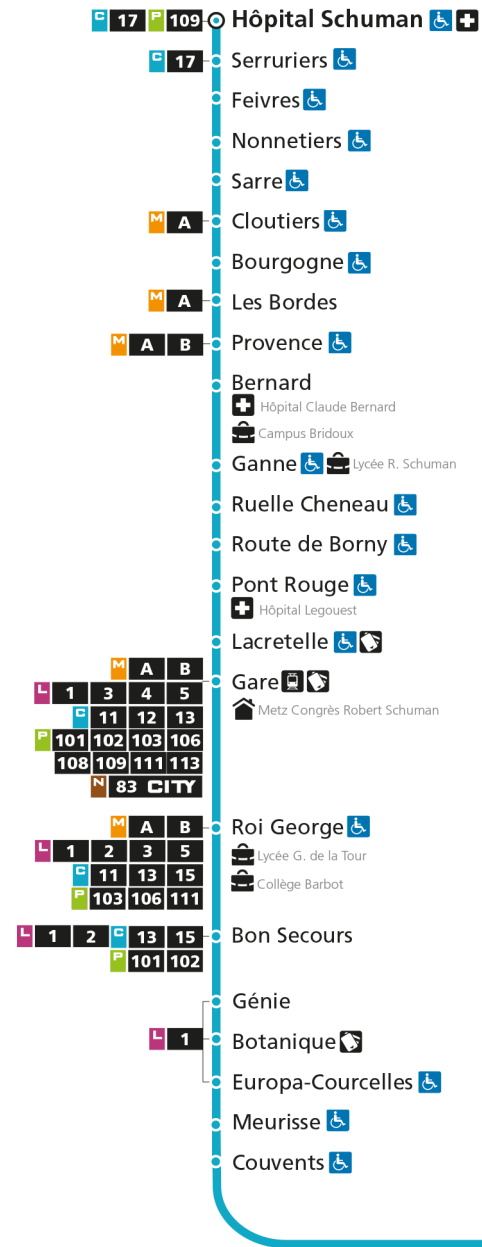 C 17 P 109 Hôpital Schuman
C 17 Serruriers
Feivres
Nonnetiers
Sarre
M A Cloutiers
Bourgogne
M A Les Bordes
M A B Provence
Bernard
Hôpital Claude Bernard
Campus Bridoux
Ganne Lycée R. Schuman
Ruelle Cheneau
Route de Borny
Pont Rouge
Hôpital Legouest
Lacretelle
M A B
Gare
L 1 3 4 5
C 11 12 13
Metz Congrès Robert Schuman
P 101 102 103 106
108 109 111 113
N 83 CITY
M A B Roi George
L 1 2 3 5
Lycée G. de la Tour
C 11 13 15
Collège Barbot
P 103 106 111
L 1 2 C 13 15 Bon Secours
P 101 102
Génie
L 1 Botanique
Europa-Courcelles
Meurisse
Couvents